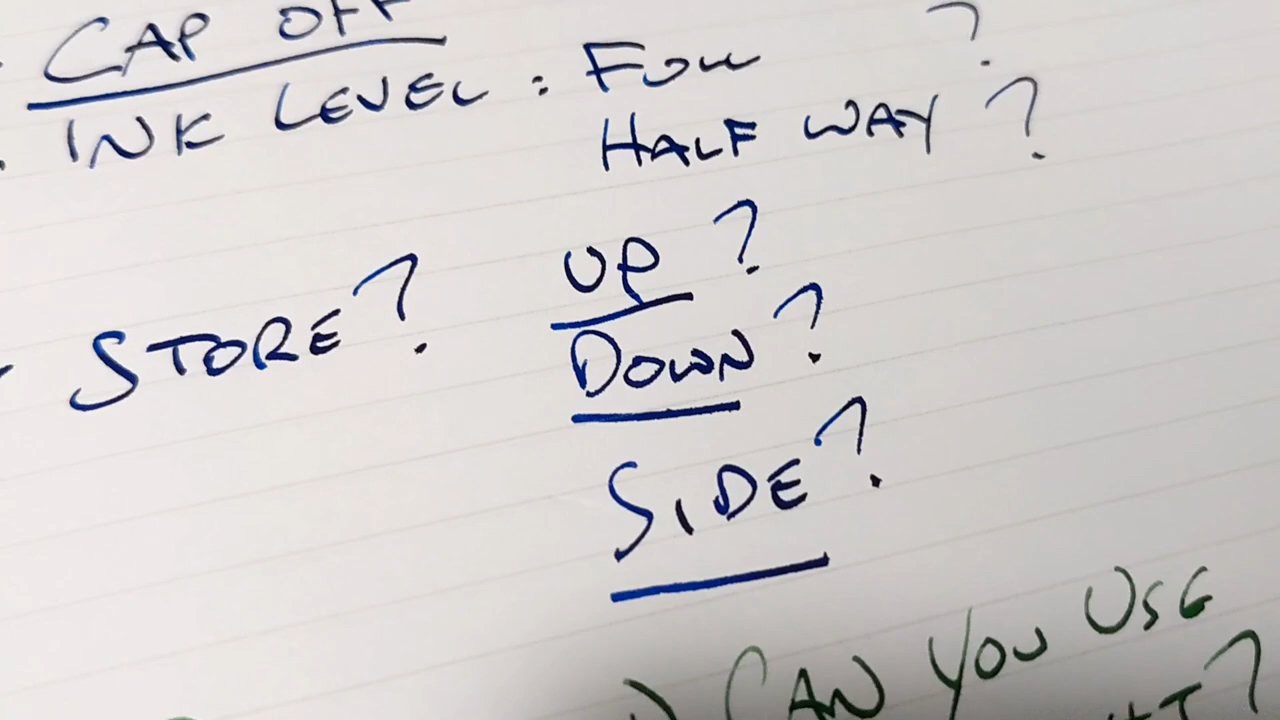 CAP OFF
INK LEVEL : FULL ?
HALF WAY ?
STORE? UP ?
DOWN?
SIDE?
) CAN YOU USE
?